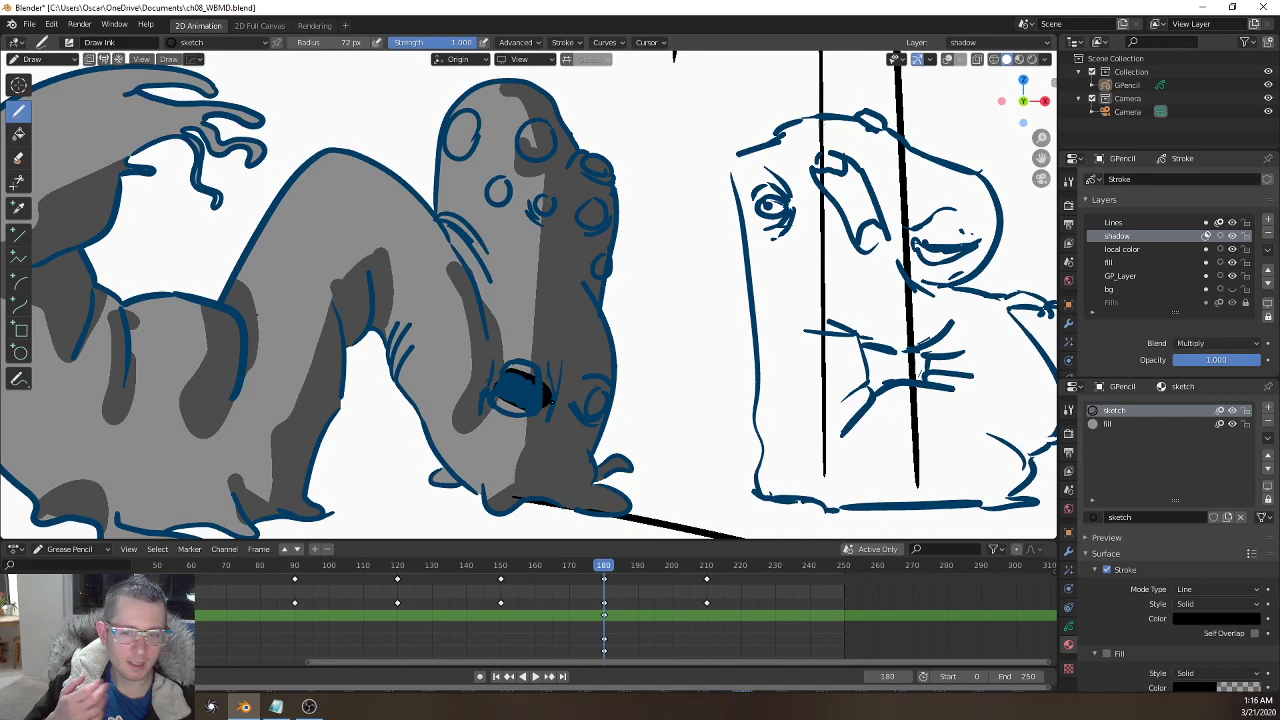 Blender* [C:\Users\Oscar\OneDrive\Documents\ch08_WBMD.blend]
File Edit Render Window Help 2D Animation 2D Full Canvas Rendering + Scene View Layer
Draw Ink sketch Radius 72 px Strength 1.000 Advanced Stroke Curves Cursor Layer: shadow
Draw View Draw Origin View Guides
Scene Collection
Collection
GPencil
Camera
Camera
GPencil Stroke
Stroke
Layers
Lines
shadow
local color
fill
GP_Layer
bg
Fills
Blend Multiply
Opacity 1.000
GPencil sketch
sketch
fill
sketch
Preview
Surface
Stroke
Mode Type Line
Style Solid
Base Color
Self Overlap
Fill
Style Solid
Base Color
X
Y
Z
Grease Pencil View Select Marker Channel Frame Active Only
50 60 70 80 90 100 110 120 130 140 150 160 170 180 190 200 210 220 230 240 250 260 270 280 290 300 310
180 Start 0 End 250
1:16 AM
3/21/2020